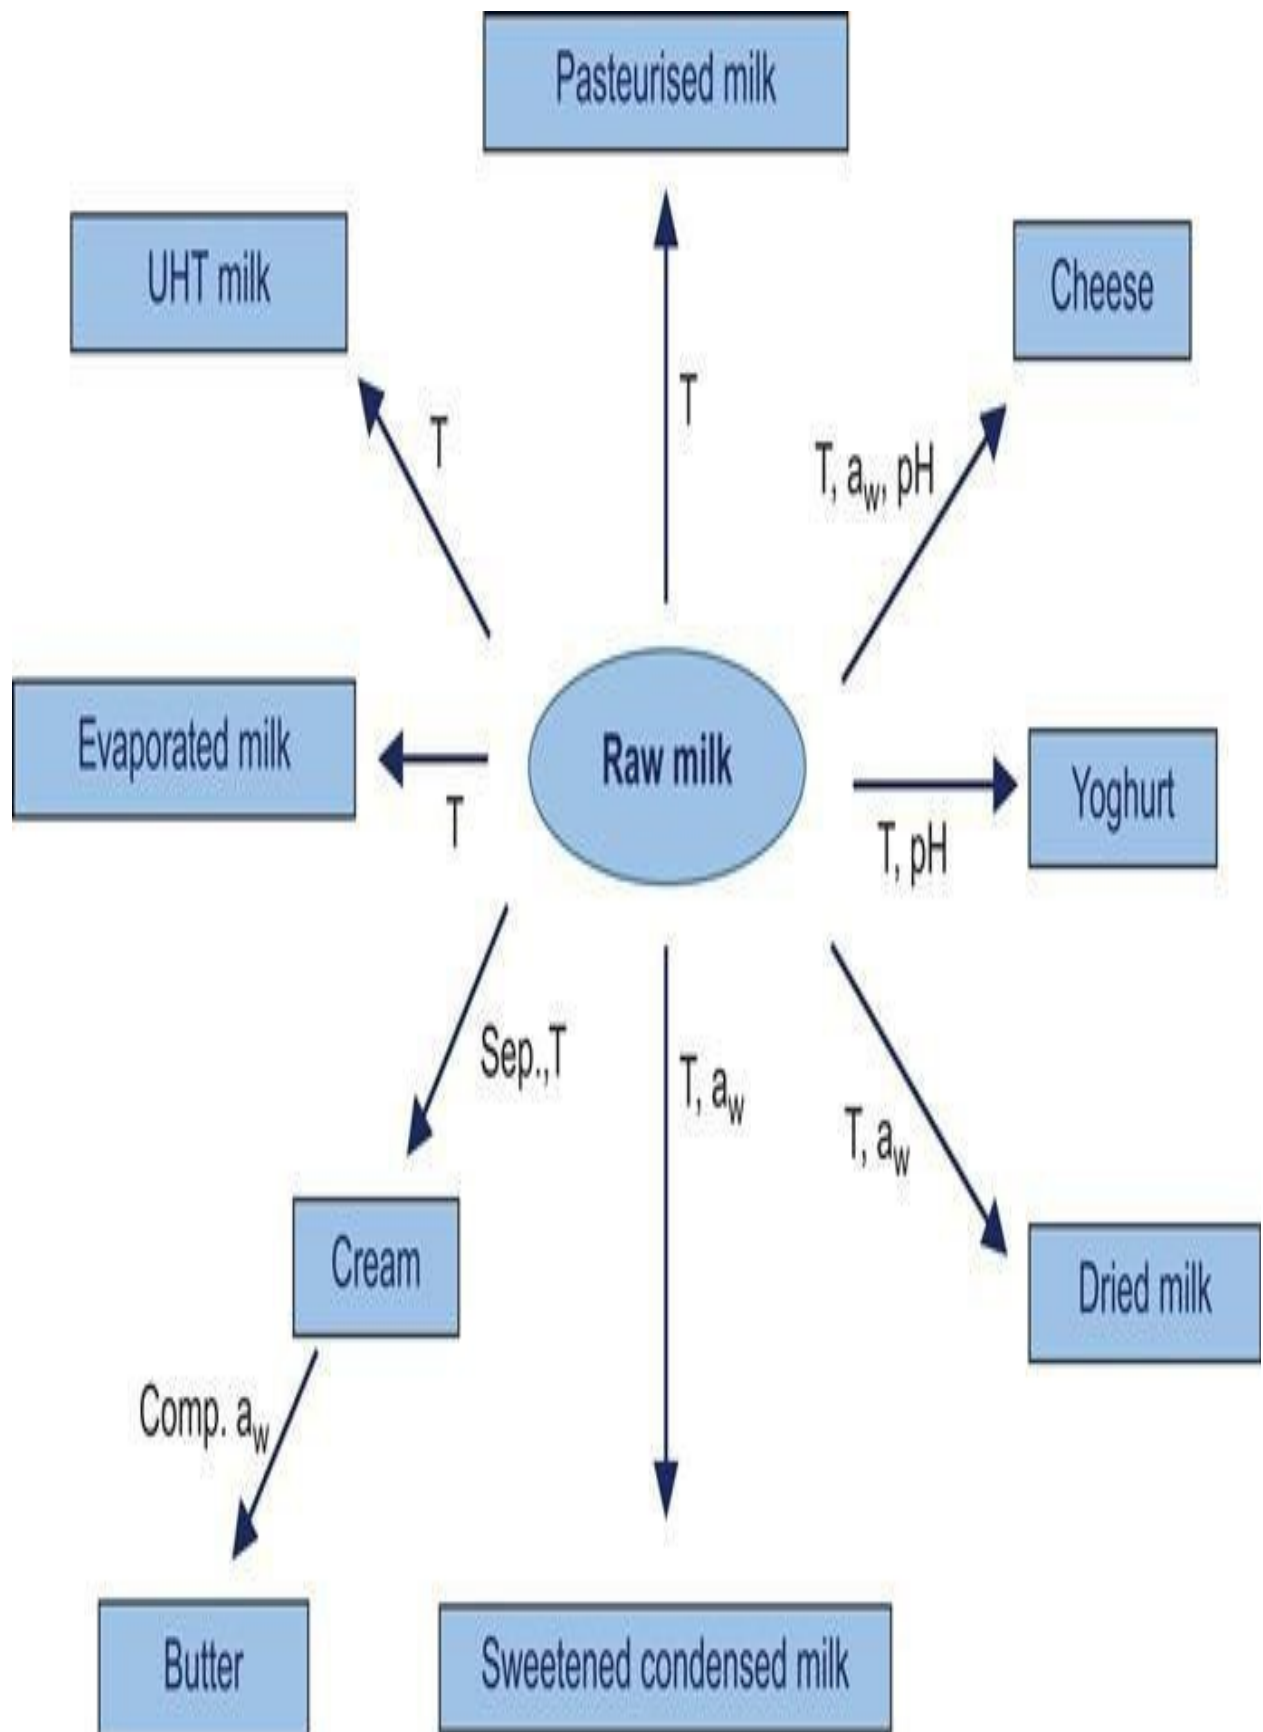 Pasteurised milk
UHT milk
Cheese
T
T
T, aw, pH
Evaporated milk
Raw milk
Yoghurt
T
T, pH
Sep.,T
T, aw
T, aw
Cream
Dried milk
Comp. aw
Butter
Sweetened condensed milk